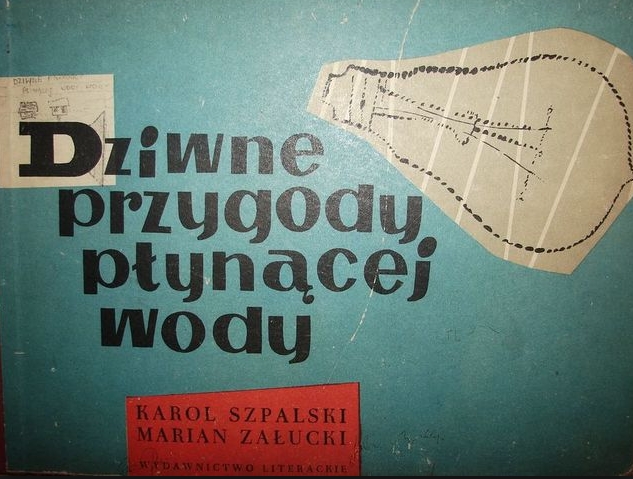 Dziwne
przygody
płynącej
wody
KAROL SZPALSKI
MARIAN ZAŁUCKI
WYDAWNICTWO LITERACKIE